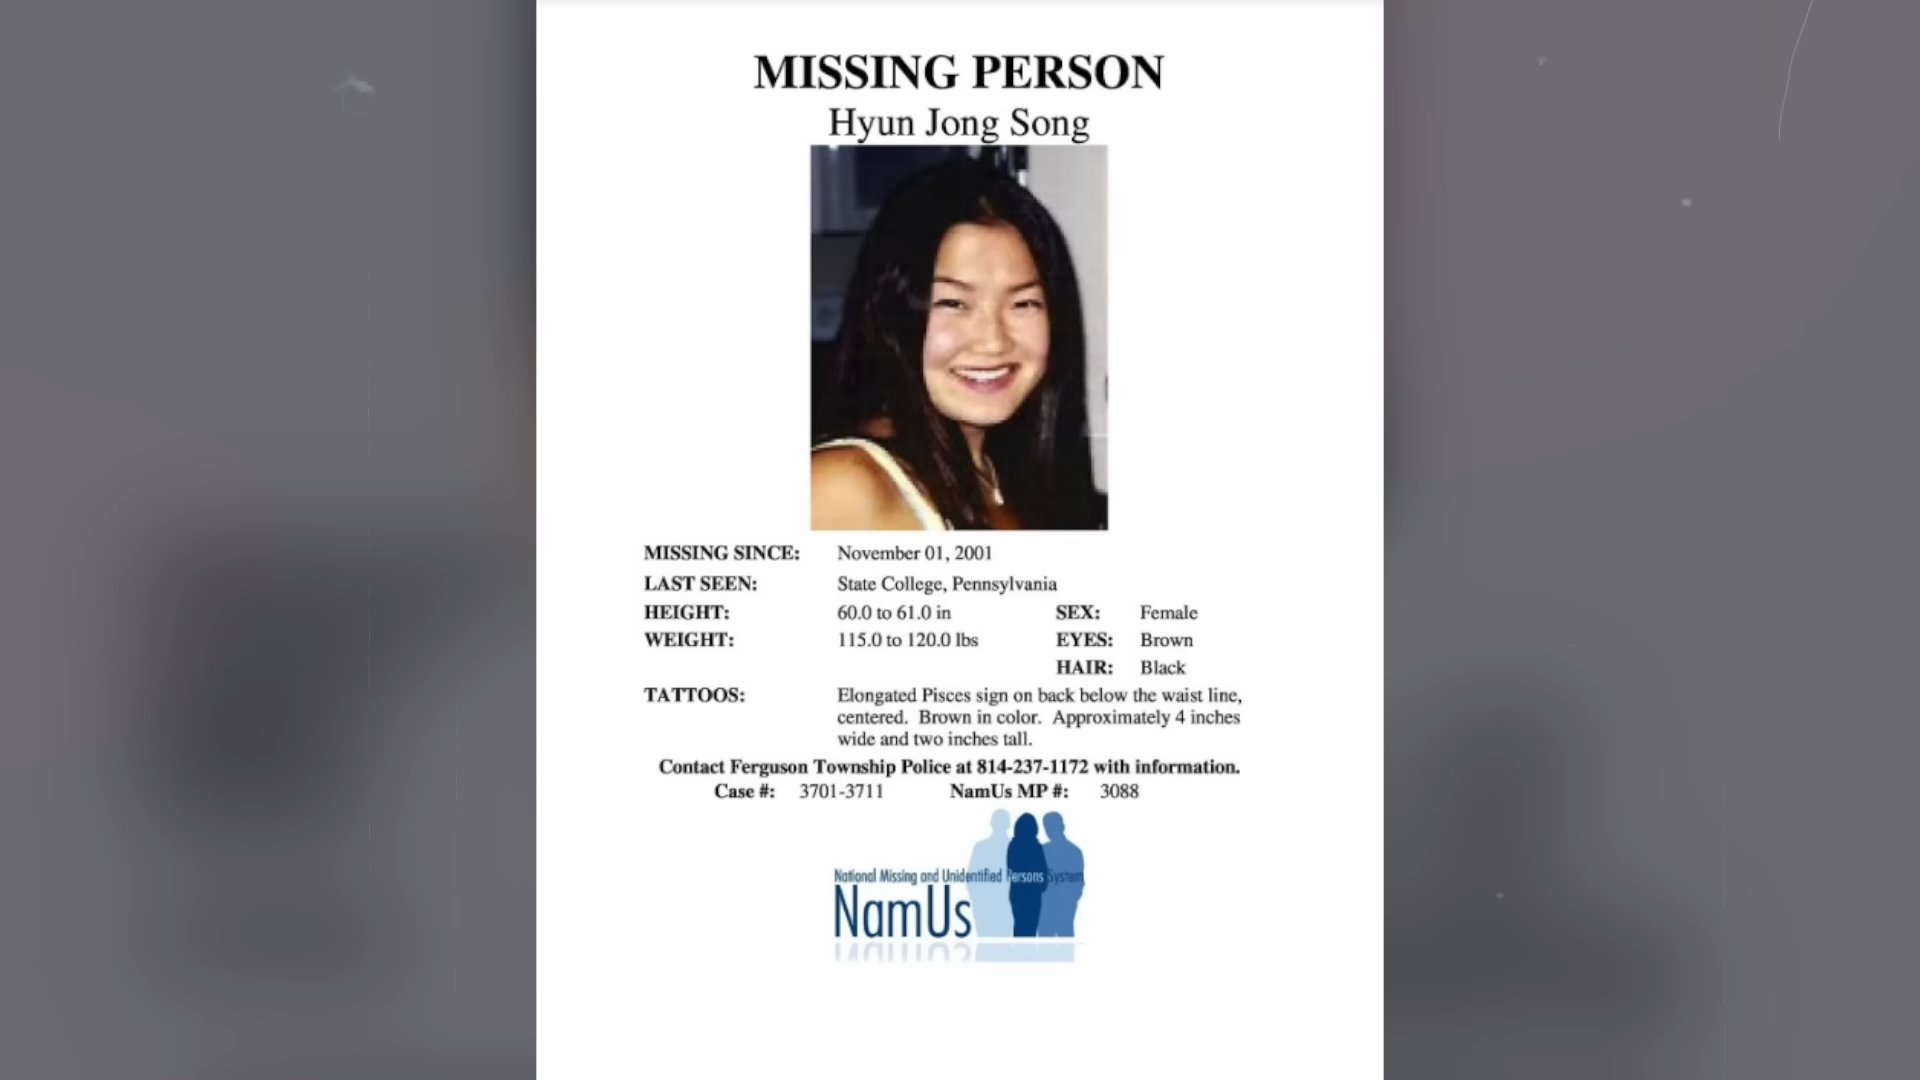 MISSING PERSON
Hyun Jong Song
MISSING SINCE: November 01, 2001
LAST SEEN: State College, Pennsylvania
HEIGHT: 60.0 to 61.0 in SEX: Female
WEIGHT: 115.0 to 120.0 lbs EYES: Brown
HAIR: Black
TATTOOS: Elongated Pisces sign on back below the waist line,
centered. Brown in color. Approximately 4 inches
wide and two inches tall.
Contact Ferguson Township Police at 814-237-1172 with information.
Case #: 3701-3711 NamUs MP #: 3088
National Missing and Unidentified Persons System
NamUs